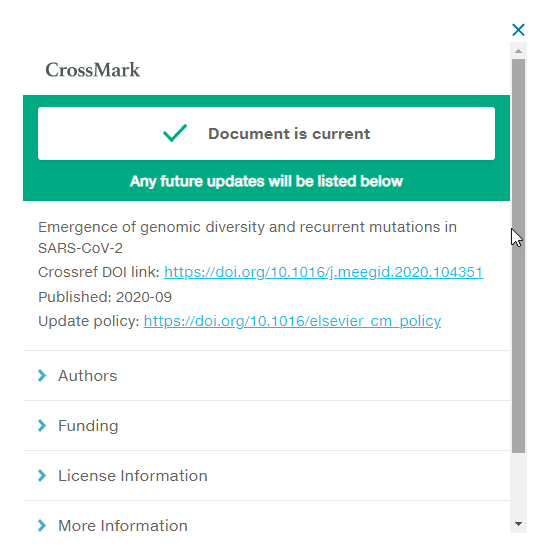 CrossMark
Document is current
Any future updates will be listed below
Emergence of genomic diversity and recurrent mutations in
SARS-CoV-2
Crossref DOI link: https://doi.org/10.1016/j.meegid.2020.104351
Published: 2020-09
Update policy: https://doi.org/10.1016/elsevier_cm_policy
Authors
Funding
License Information
More Information